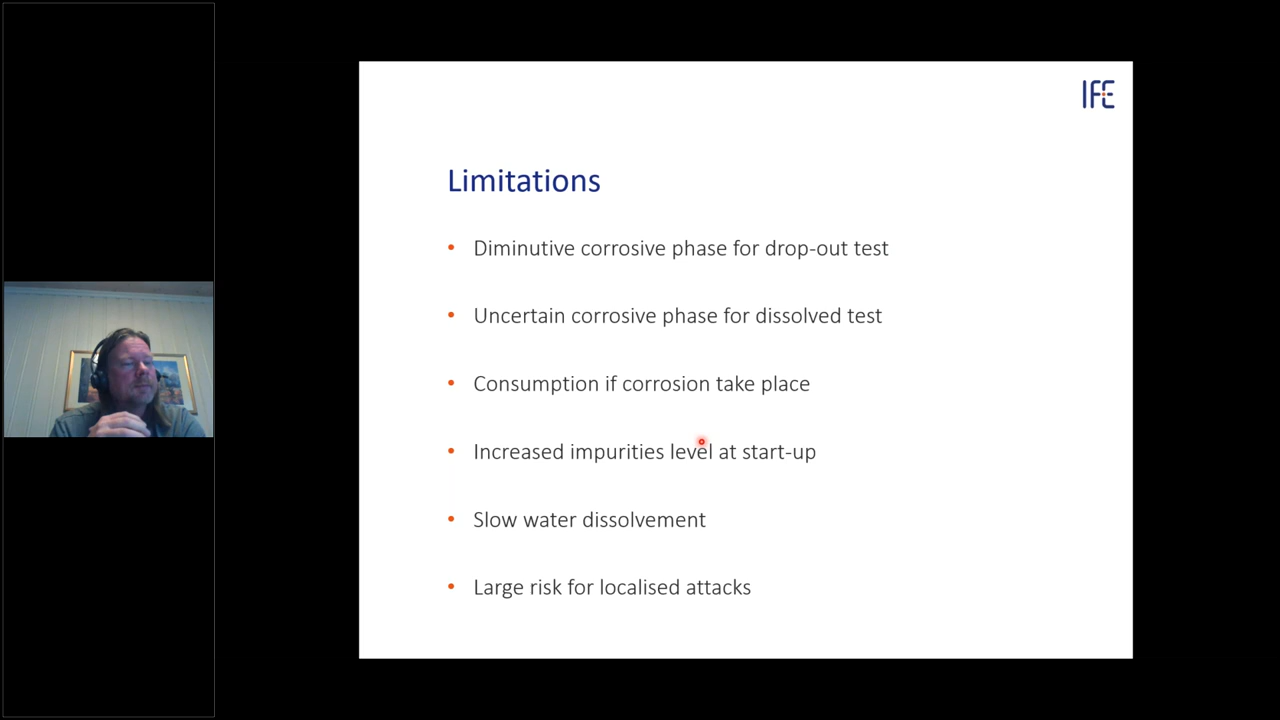 IFE
Limitations
• Diminutive corrosive phase for drop-out test
• Uncertain corrosive phase for dissolved test
• Consumption if corrosion take place
• Increased impurities level at start-up
• Slow water dissolvement
• Large risk for localised attacks